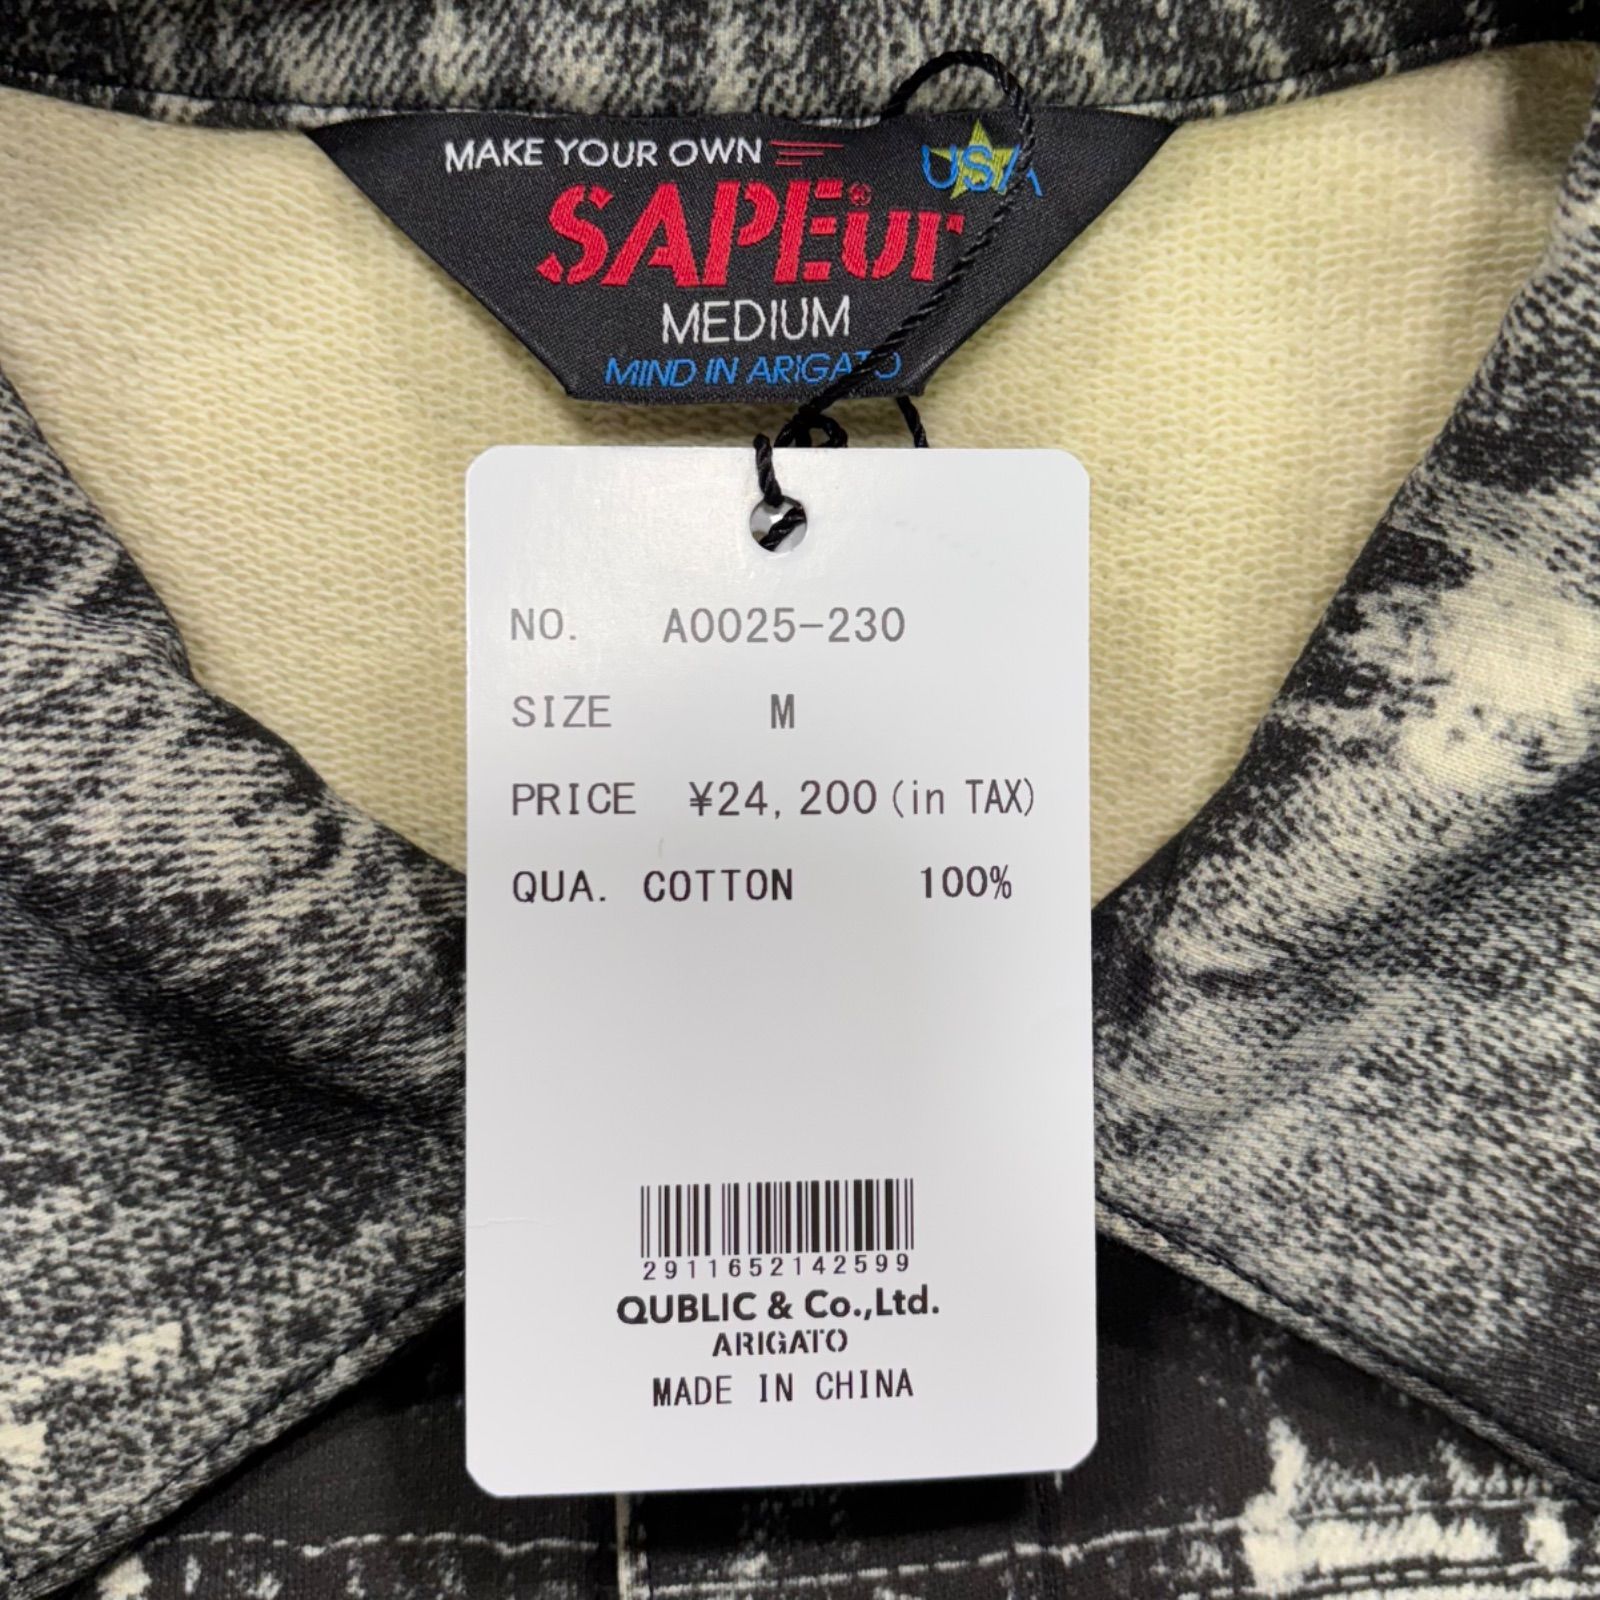 MAKE YOUR OWN
USA
SAPEur®
MEDIUM
MIND IN ARIGATO
NO. A0025-230
SIZE M
PRICE ¥24,200(in TAX)
QUA. COTTON 100%
2911652142599
QUBLIC & Co.,Ltd.
ARIGATO
MADE IN CHINA